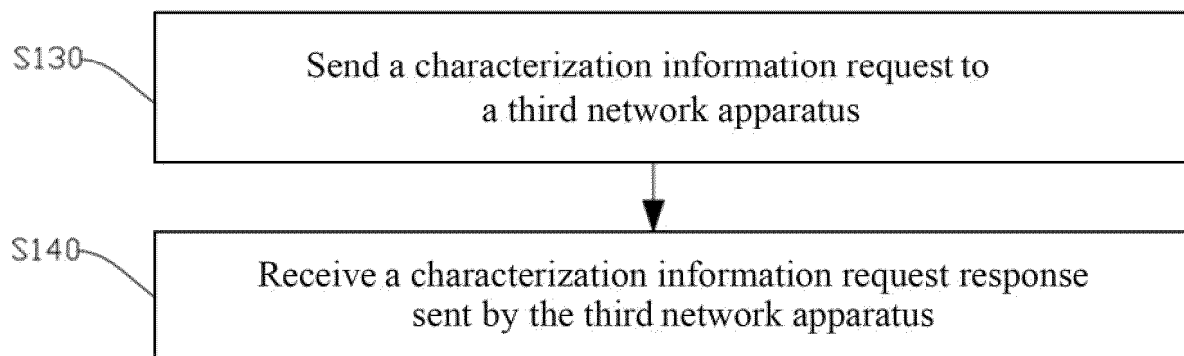 S130
Send a characterization information request to
a third network apparatus
S140
Receive a characterization information request response
sent by the third network apparatus